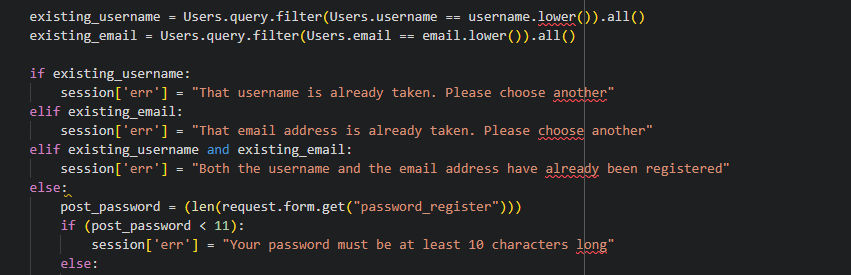 existing_username = Users.query.filter(Users.username == username.lower()).all()
existing_email = Users.query.filter(Users.email == email.lower()).all()
if existing_username:
session['err'] = "That username is already taken. Please choose another"
elif existing_email:
session['err'] = "That email address is already taken. Please choose another"
elif existing_username and existing_email:
session['err'] = "Both the username and the email address have already been registered"
else:
post_password = (len(request.form.get("password_register")))
if (post_password < 11):
session['err'] = "Your password must be at least 10 characters long"
else: